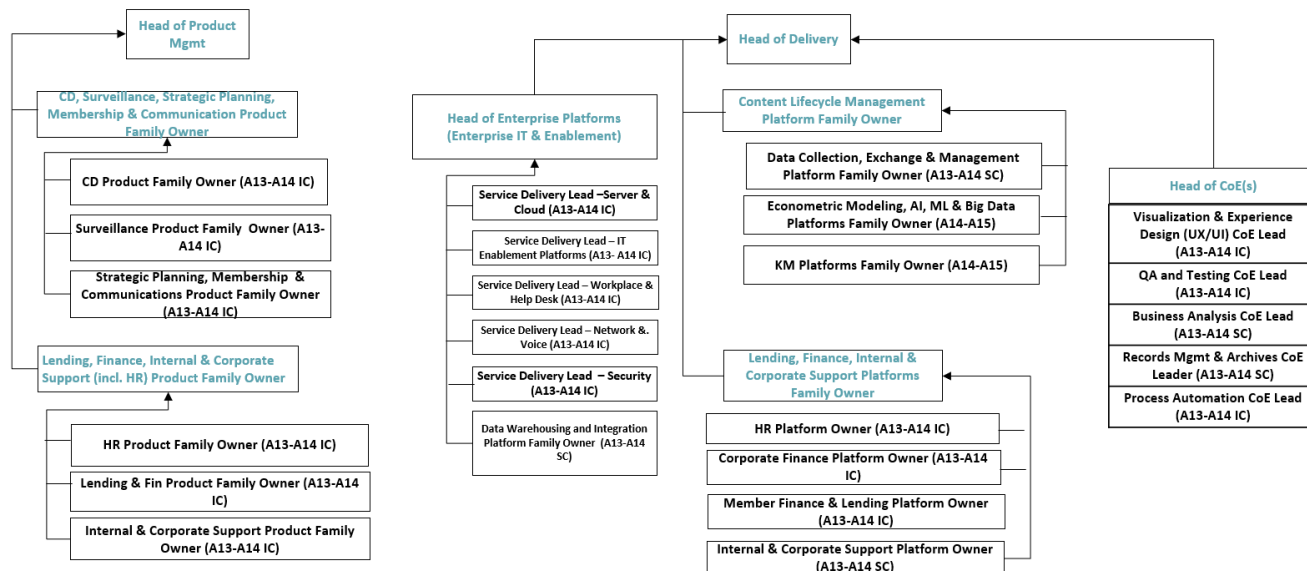 Head of Product
Mgmt
CD, Surveillance, Strategic Planning,
Membership & Communication Product
Family Owner
CD Product Family Owner (A13-A14 IC)
Surveillance Product Family Owner (A13-
A14 IC)
Strategic Planning, Membership &
Communications Product Family Owner
(A13-A14 IC)
Lending, Finance, Internal & Corporate
Support (incl. HR) Product Family Owner
HR Product Family Owner (A13-A14 IC)
Lending & Fin Product Family Owner (A13-A14
IC)
Internal & Corporate Support Product Family
Owner (A13-A14 IC)
Head of Delivery
Head of Enterprise Platforms
(Enterprise IT & Enablement)
Service Delivery Lead –Server &
Cloud (A13-A14 IC)
Service Delivery Lead – IT
Enablement Platforms (A13- A14 IC)
Service Delivery Lead – Workplace &
Help Desk (A13-A14 IC)
Service Delivery Lead – Network &.
Voice (A13-A14 IC)
Service Delivery Lead – Security
(A13-A14 IC)
Data Warehousing and Integration
Platform Family Owner (A13-A14
SC)
Content Lifecycle Management
Platform Family Owner
Data Collection, Exchange & Management
Platform Family Owner (A13-A14 SC)
Econometric Modeling, AI, ML & Big Data
Platforms Family Owner (A14-A15)
KM Platforms Family Owner (A14-A15)
Lending, Finance, Internal &
Corporate Support Platforms
Family Owner
HR Platform Owner (A13-A14 IC)
Corporate Finance Platform Owner (A13-A14
IC)
Member Finance & Lending Platform Owner
(A13-A14 IC)
Internal & Corporate Support Platform Owner
(A13-A14 SC)
Head of CoE(s)
Visualization & Experience
Design (UX/UI) CoE Lead
(A13-A14 IC)
QA and Testing CoE Lead
(A13-A14 IC)
Business Analysis CoE Lead
(A13-A14 SC)
Records Mgmt & Archives CoE
Leader (A13-A14 SC)
Process Automation CoE Lead
(A13-A14 IC)